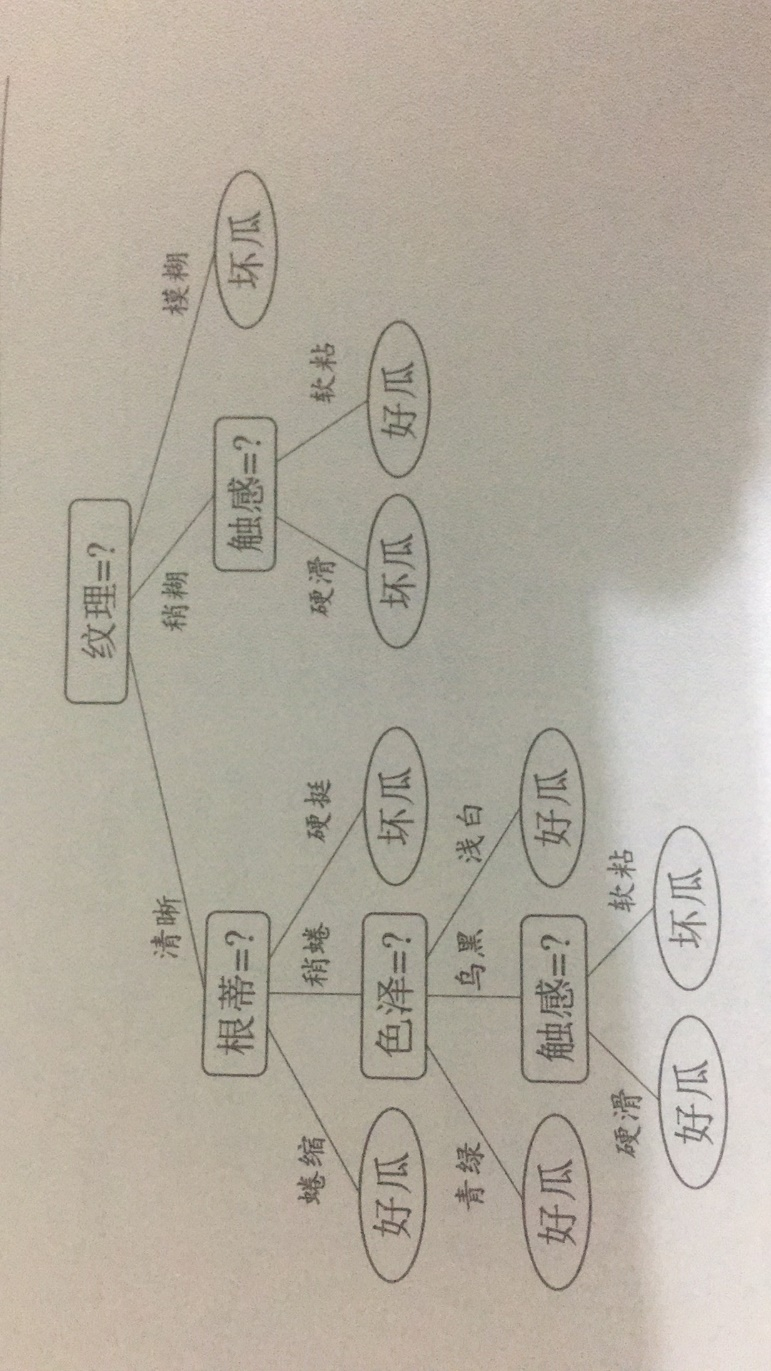 纹理=?
清晰
稍糊
模糊
根蒂=?
触感=?
坏瓜
蜷缩
稍蜷
硬挺
硬滑
软粘
好瓜
色泽=?
坏瓜
坏瓜
好瓜
青绿
乌黑
浅白
好瓜
触感=?
好瓜
硬滑
软粘
好瓜
坏瓜